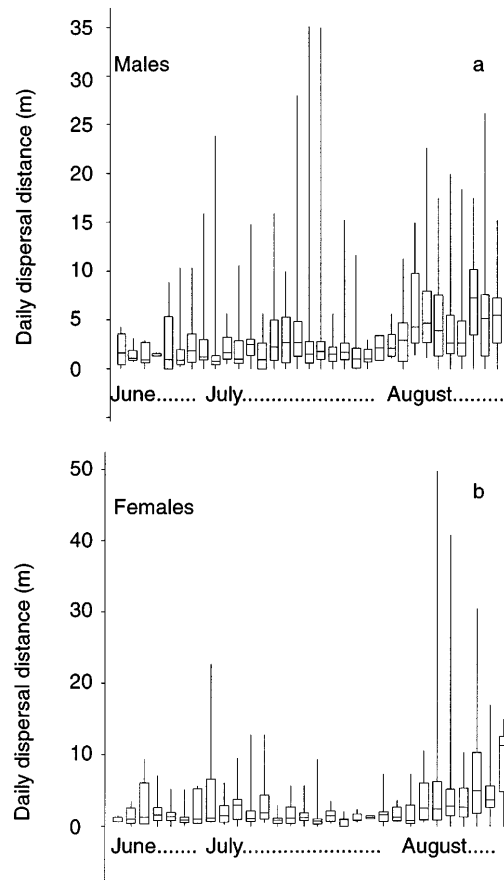 Daily dispersal distance (m)
35
30
25
20
15
10
5
0
Males
a
June....... July....................... August.........
Daily dispersal distance (m)
50
40
30
20
10
0
Females
b
June....... July........................ August.....